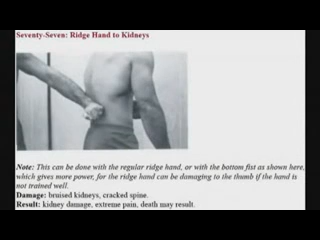 Seventy-Seven: Ridge Hand to Kidneys
Note: This can be done with the regular ridge hand, or with the bottom fist as shown here,
which gives more power, for the ridge hand can be damaging to the thumb if the hand is
not trained well.
Damage: bruised kidneys, cracked spine.
Result: kidney damage, extreme pain, death may result.